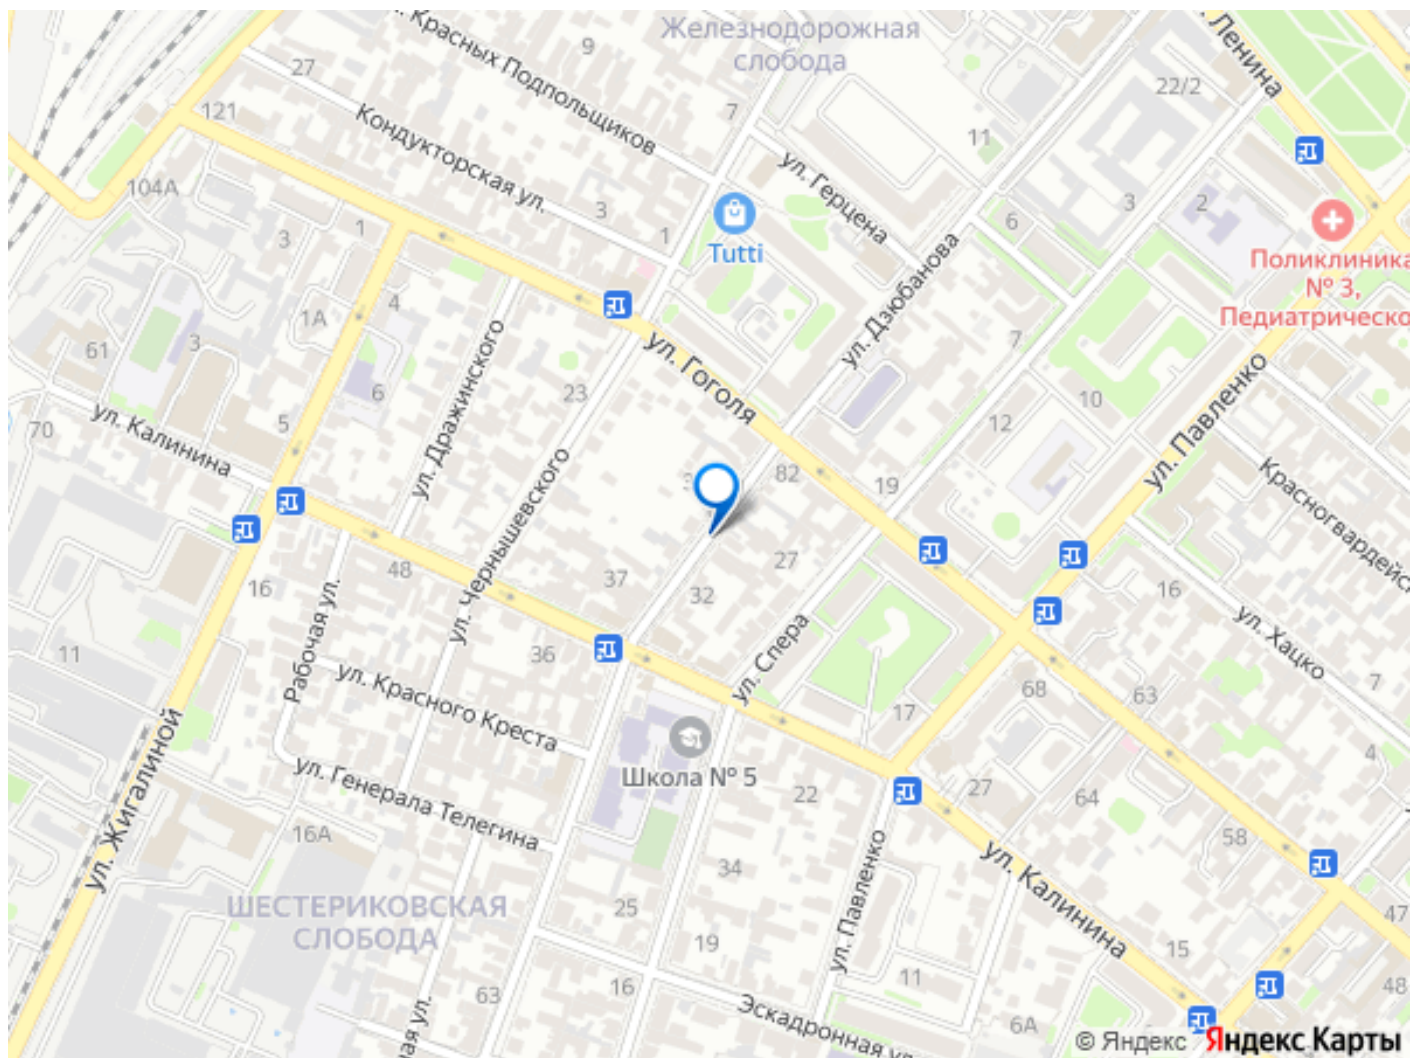 Железнодорожная
слобода
ул. Красных Подпольщиков
9
27
7
22/2
ул. Ленина
121
Кондукторская ул.
11
104А
3
1
3
1
Tutti
ул. Герцена
6
3
2
Поликлиника
№ 3,
Педиатрическо
4
1А
61
3
6
ул. Дражинского
23
ул. Гоголя
ул. Дзюбанова
7
10
12
ул. Павленко
Красногвардейс
70
ул. Калинина
5
ул. Чернышевского
82
19
27
16
48
37
32
16
11
Рабочая ул.
36
ул. Спера
ул. Хацко
ул. Красного Креста
68
63
7
17
4
Школа № 5
ул. Жигалиной
ул. Генерала Телегина
22
27
64
16А
58
34
ул. Павленко
ул. Калинина
ШЕСТЕРИКОВСКАЯ
СЛОБОДА
25
19
47
15
11
63
16
48
Эскадронная ул.
6А
ная ул.
© Яндекс Яндекс Карты